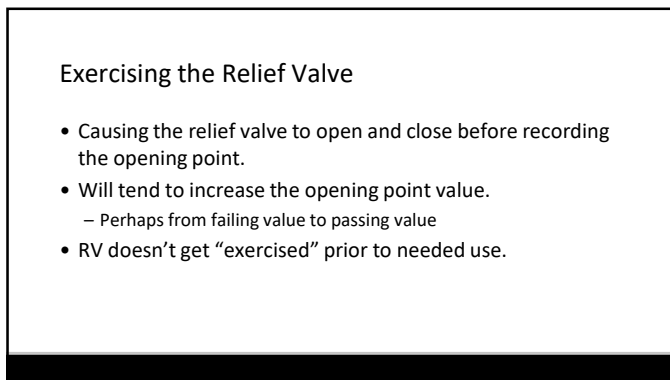 Exercising the Relief Valve
• Causing the relief valve to open and close before recording
the opening point.
• Will tend to increase the opening point value.
– Perhaps from failing value to passing value
• RV doesn’t get “exercised” prior to needed use.